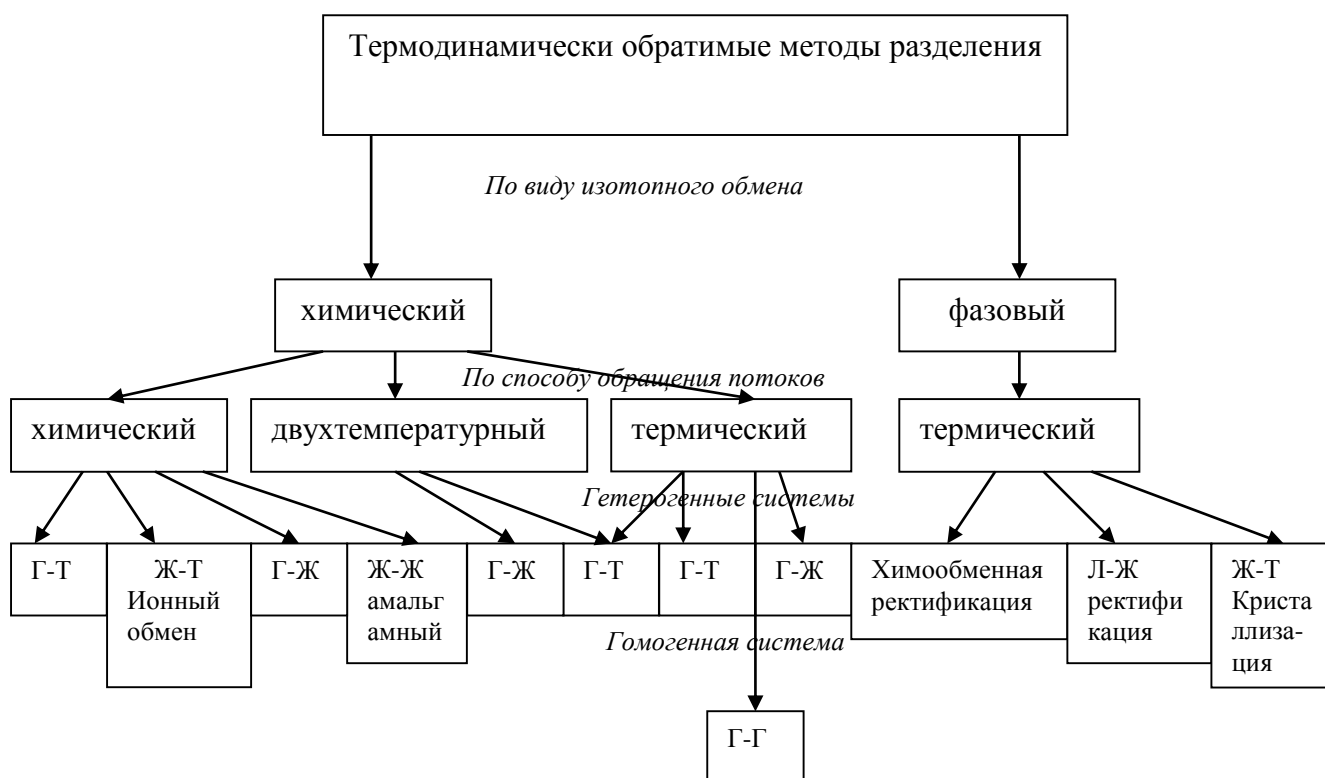 Термодинамически обратимые методы разделения
По виду изотопного обмена
химический
фазовый
По способу обращения потоков
химический
двухтемпературный
термический
термический
Гетерогенные системы
Г-Т
Ж-Т
Ионный
обмен
Г-Ж
Ж-Ж
амальг
амный
Г-Ж
Г-Т
Г-Т
Г-Ж
Химообменная
ректификация
Л-Ж
ректифи
кация
Ж-Т
Криста
ллиза-
ция
Гомогенная система
Г-Г